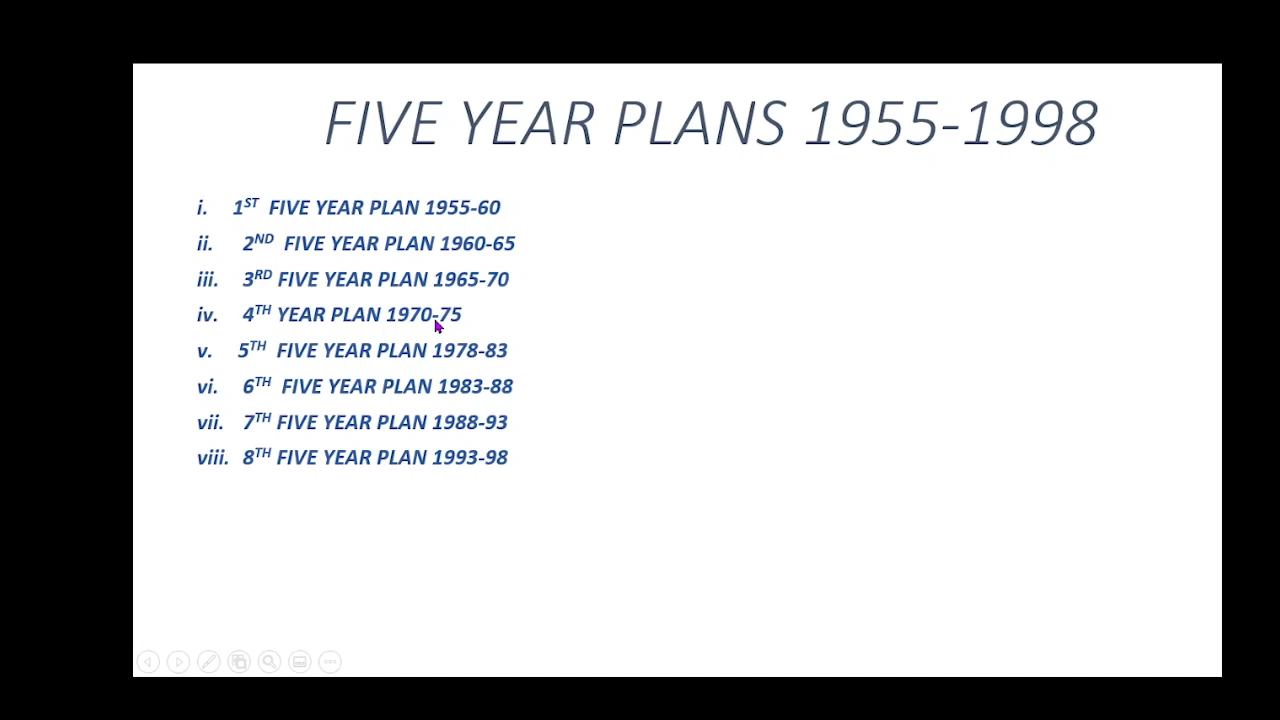 FIVE YEAR PLANS 1955-1998
i. 1ST FIVE YEAR PLAN 1955-60
ii. 2ND FIVE YEAR PLAN 1960-65
iii. 3RD FIVE YEAR PLAN 1965-70
iv. 4TH YEAR PLAN 1970-75
v. 5TH FIVE YEAR PLAN 1978-83
vi. 6TH FIVE YEAR PLAN 1983-88
vii. 7TH FIVE YEAR PLAN 1988-93
viii. 8TH FIVE YEAR PLAN 1993-98